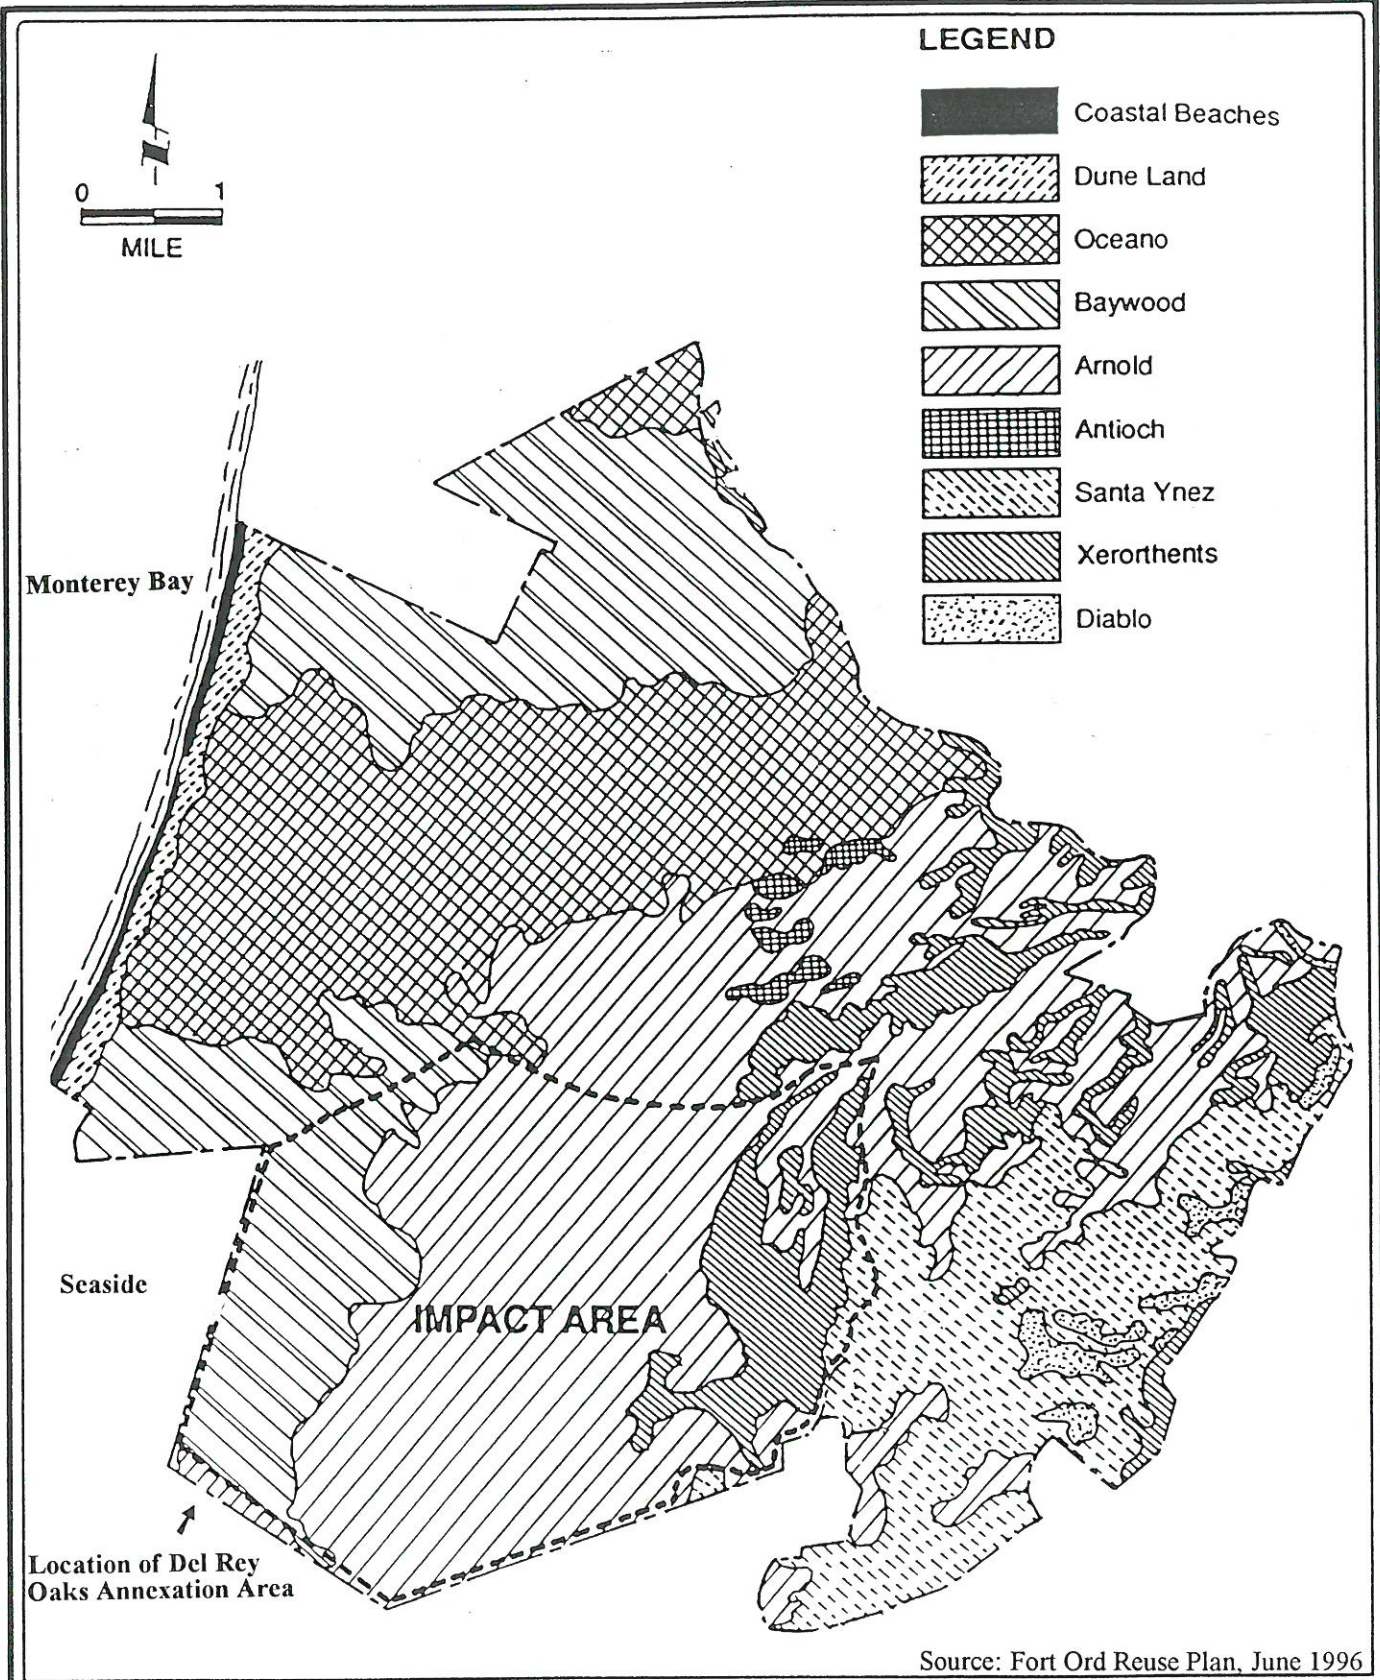 LEGEND
Coastal Beaches
Dune Land
Oceano
Baywood
Arnold
Antioch
Santa Ynez
Xerorthents
Diablo
N
0 1
MILE
Monterey Bay
Seaside
IMPACT AREA
Location of Del Rey
Oaks Annexation Area
Source: Fort Ord Reuse Plan, June 1996